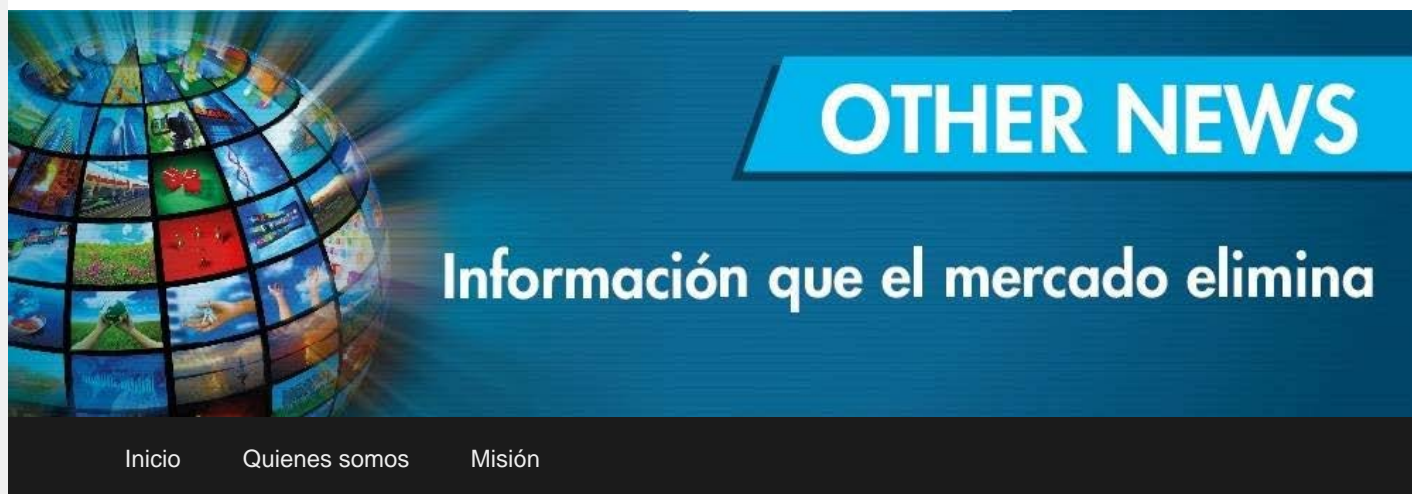 OTHER NEWS
Información que el mercado elimina
Inicio Quienes somos Misión